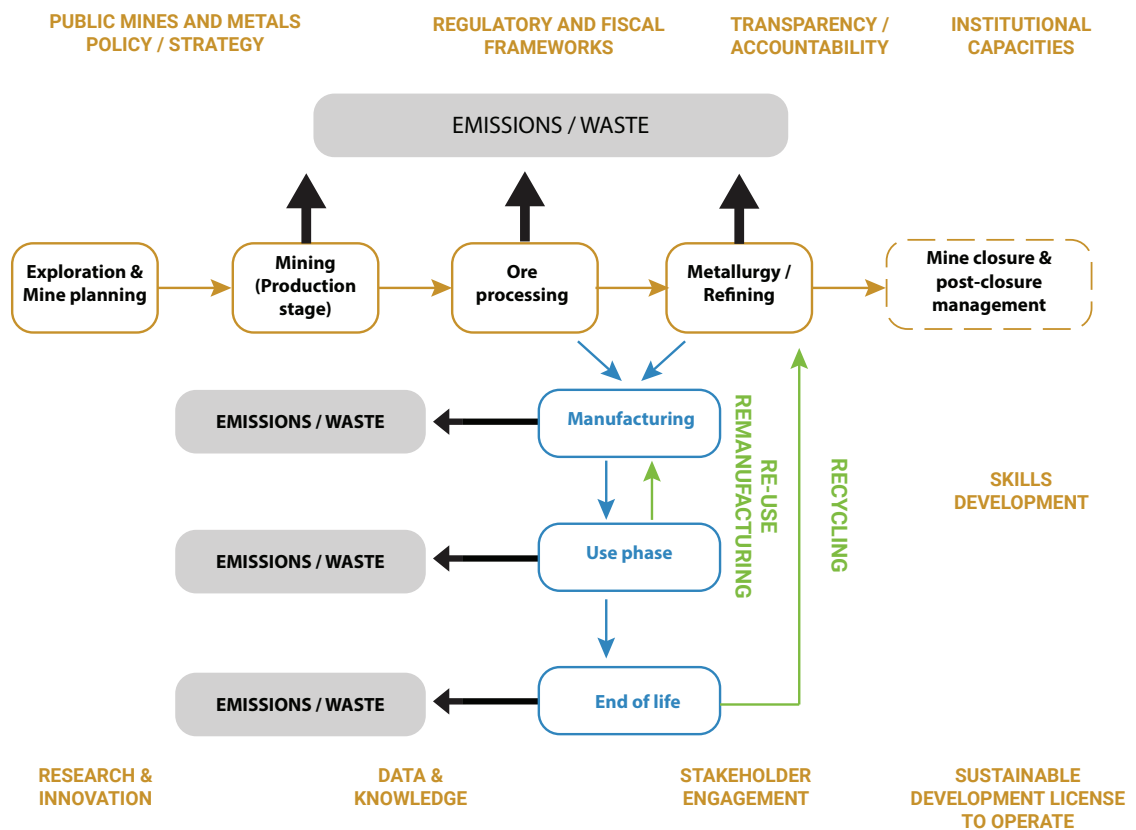 PUBLIC MINES AND METALS
POLICY / STRATEGY
REGULATORY AND FISCAL
FRAMEWORKS
TRANSPARENCY /
ACCOUNTABILITY
INSTITUTIONAL
CAPACITIES
EMISSIONS / WASTE
Exploration &
Mine planning
Mining
(Production
stage)
Ore
processing
Metallurgy /
Refining
Mine closure &
post-closure
management
EMISSIONS / WASTE
Manufacturing
RE-USE
REMANUFACTURING
RECYCLING
SKILLS
DEVELOPMENT
EMISSIONS / WASTE
Use phase
EMISSIONS / WASTE
End of life
RESEARCH &
INNOVATION
DATA &
KNOWLEDGE
STAKEHOLDER
ENGAGEMENT
SUSTAINABLE
DEVELOPMENT LICENSE
TO OPERATE